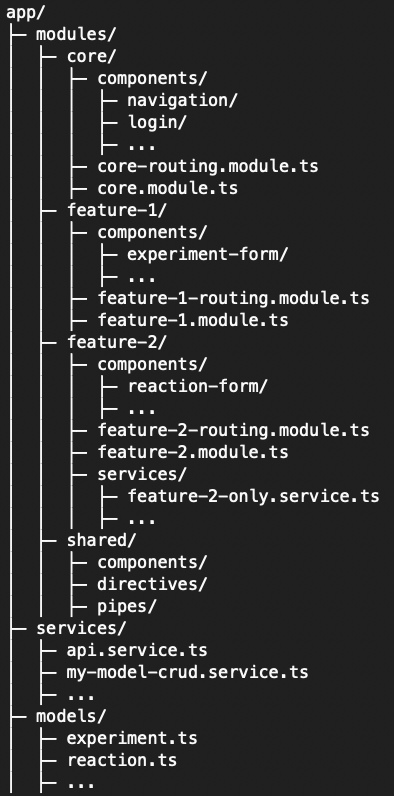 app/
├─ modules/
│  ├─ core/
│  │  ├─ components/
│  │  │  ├─ navigation/
│  │  │  ├─ login/
│  │  │  ├─ ...
│  │  ├─ core-routing.module.ts
│  │  ├─ core.module.ts
│  ├─ feature-1/
│  │  ├─ components/
│  │  │  ├─ experiment-form/
│  │  │  ├─ ...
│  │  ├─ feature-1-routing.module.ts
│  │  ├─ feature-1.module.ts
│  ├─ feature-2/
│  │  ├─ components/
│  │  │  ├─ reaction-form/
│  │  │  ├─ ...
│  │  ├─ feature-2-routing.module.ts
│  │  ├─ feature-2.module.ts
│  │  ├─ services/
│  │  │  ├─ feature-2-only.service.ts
│  │  │  ├─ ...
│  ├─ shared/
│  │  ├─ components/
│  │  ├─ directives/
│  │  ├─ pipes/
├─ services/
│  ├─ api.service.ts
│  ├─ my-model-crud.service.ts
│  ├─ ...
├─ models/
│  ├─ experiment.ts
│  ├─ reaction.ts
│  ├─ ...